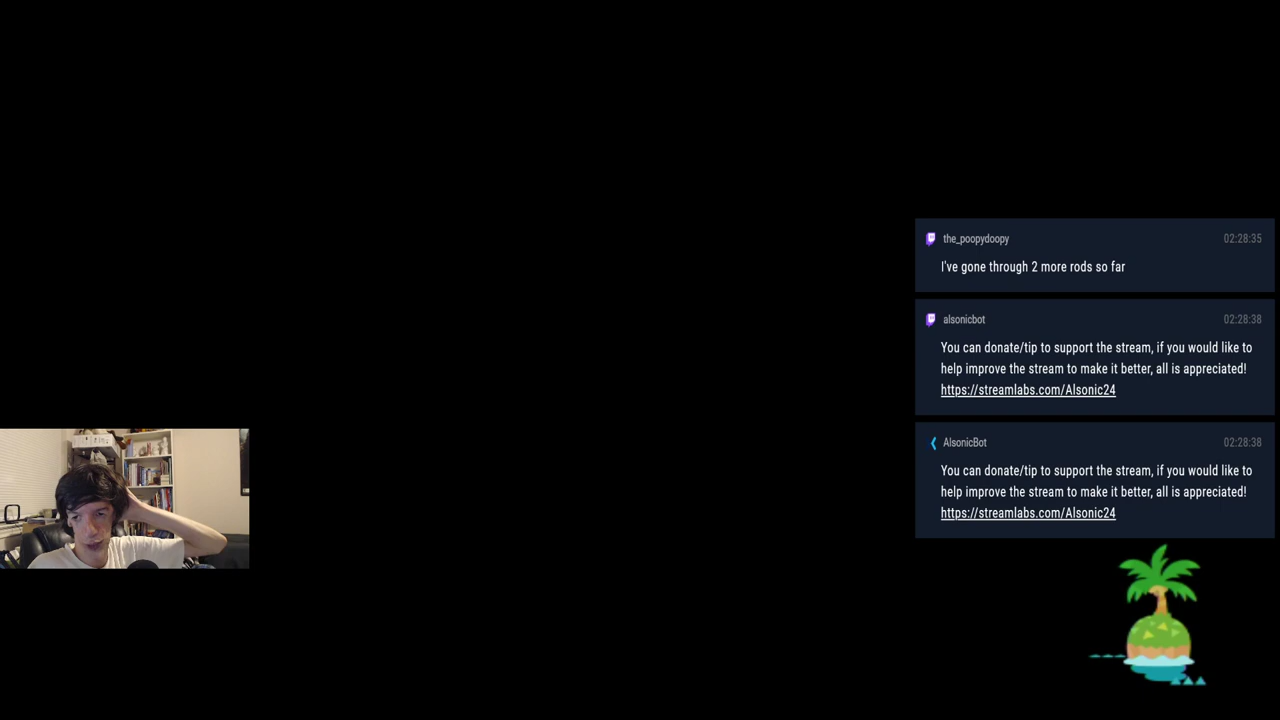 the_poopydoopy 02:28:35
I've gone through 2 more rods so far
alsonicbot 02:28:38
You can donate/tip to support the stream, if you would like to
help improve the stream to make it better, all is appreciated!
https://streamlabs.com/Alsonic24
AlsonicBot 02:28:38
You can donate/tip to support the stream, if you would like to
help improve the stream to make it better, all is appreciated!
https://streamlabs.com/Alsonic24